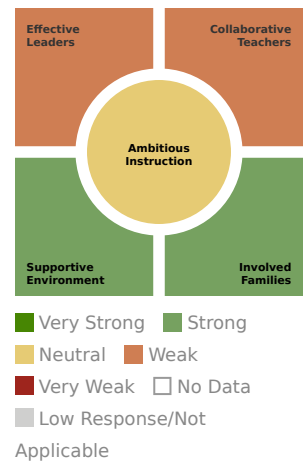 Effective
Leaders
Collaborative
Teachers
Ambitious
Instruction
Supportive
Environment
Involved
Families
Very Strong
Strong
Neutral
Weak
Very Weak
No Data
Low Response/Not
Applicable